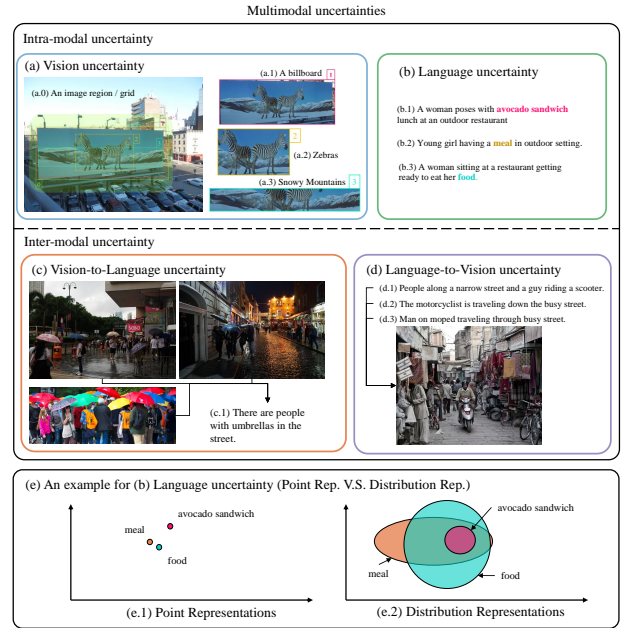 Multimodal uncertainties
Intra-modal uncertainty
(a) Vision uncertainty
(a.0) An image region / grid
(a.1) A billboard
1
2
(a.2) Zebras
(a.3) Snowy Mountains
3
(b) Language uncertainty
(b.1) A woman poses with avocado sandwich
lunch at an outdoor restaurant
(b.2) Young girl having a meal in outdoor setting.
(b.3) A woman sitting at a restaurant getting
ready to eat her food.
Inter-modal uncertainty
(c) Vision-to-Language uncertainty
(c.1) There are people
with umbrellas in the
street.
(d) Language-to-Vision uncertainty
(d.1) People along a narrow street and a guy riding a scooter.
(d.2) The motorcyclist is traveling down the busy street.
(d.3) Man on moped traveling through busy street.
(e) An example for (b) Language uncertainty (Point Rep. V.S. Distribution Rep.)
avocado sandwich
meal
food
(e.1) Point Representations
avocado sandwich
meal
food
(e.2) Distribution Representations